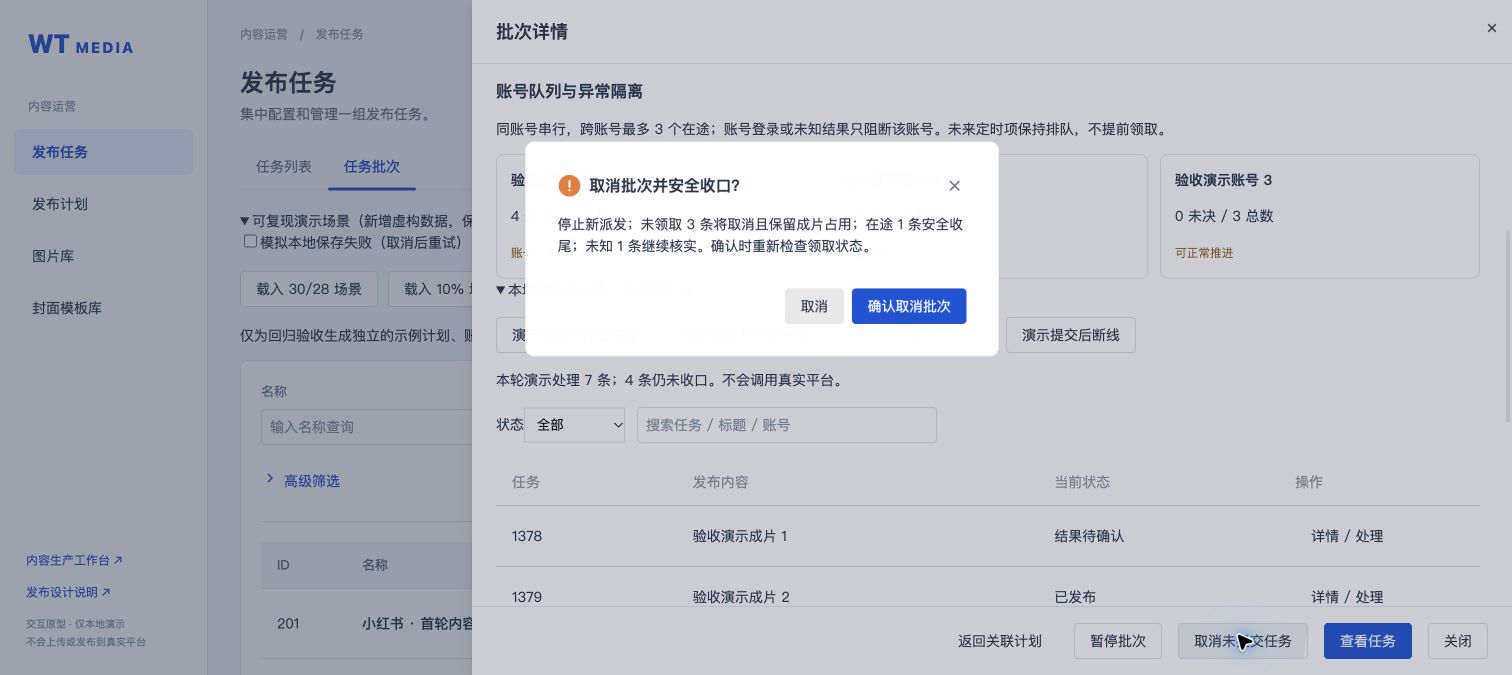 WT MEDIA
内容运营
发布任务
发布计划
图片库
封面模板库
内容生产工作台 ↗
发布设计说明 ↗
交互原型 · 仅本地演示
不会上传或发布到真实平台
内容运营 / 发布任务
发布任务
集中配置和管理一组发布任务。
任务列表 任务批次
▼可复现演示场景（新增虚构数据，保
模拟本地保存失败（取消后重试）
载入 30/28 场景 载入 10%
仅为回归验收生成独立的示例计划、
名称
输入名称查询
高级筛选
ID 名称
201 小红书 · 首轮内容
批次详情
×
账号队列与异常隔离
同账号串行，跨账号最多 3 个在途；账号登录或未知结果只阻断该账号。未来定时项保持排队，不提前领取。
验
4
账
验收演示账号 3
0 未决 / 3 总数
可正常推进
取消批次并安全收口?
停止新派发；未领取 3 条将取消且保留成片占用；在途 1 条安全收
尾；未知 1 条继续核实。确认时重新检查领取状态。
取消 确认取消批次
▼本
演 演示提交后断线
本轮演示处理 7 条；4 条仍未收口。不会调用真实平台。
状态 全部 搜索任务 / 标题 / 账号
任务 发布内容 当前状态 操作
1378 验收演示成片 1 结果待确认 详情 / 处理
1379 验收演示成片 2 已发布 详情 / 处理
返回关联计划 暂停批次 取消未 交任务 查看任务 关闭